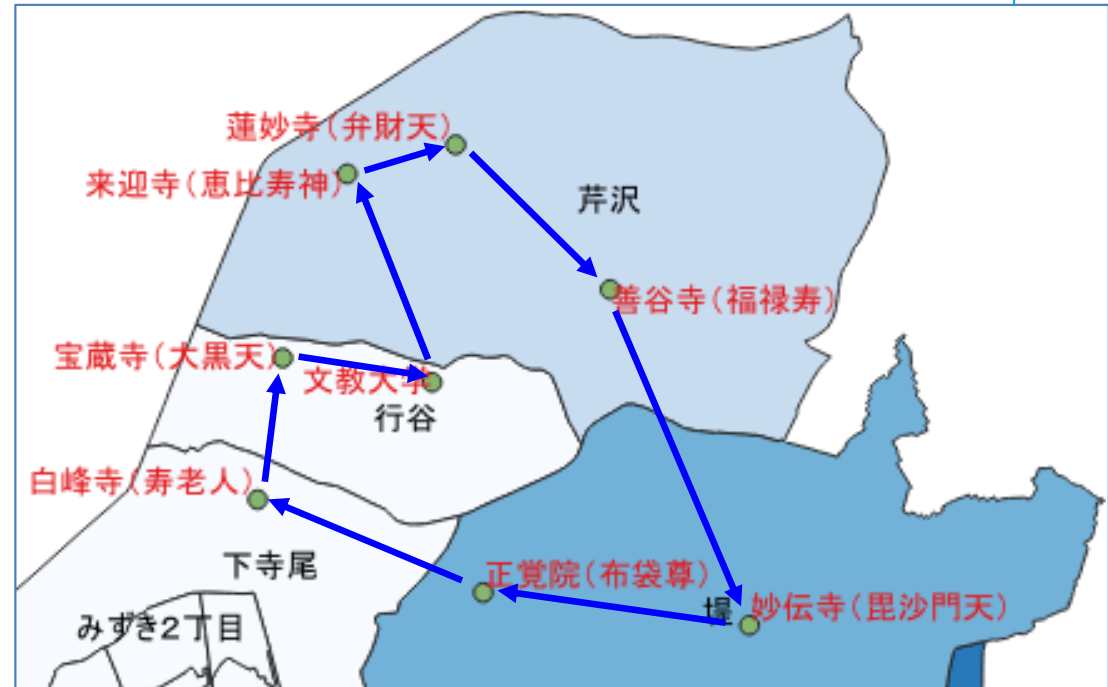 蓮妙寺(弁財天)
来迎寺(恵比寿神)
芹沢
善谷寺(福禄寿)
宝蔵寺(大黒天)
文教大学
行谷
白峰寺(寿老人)
下寺尾
正覚院(布袋尊)
堤
妙伝寺(毘沙門天)
みずき2丁目